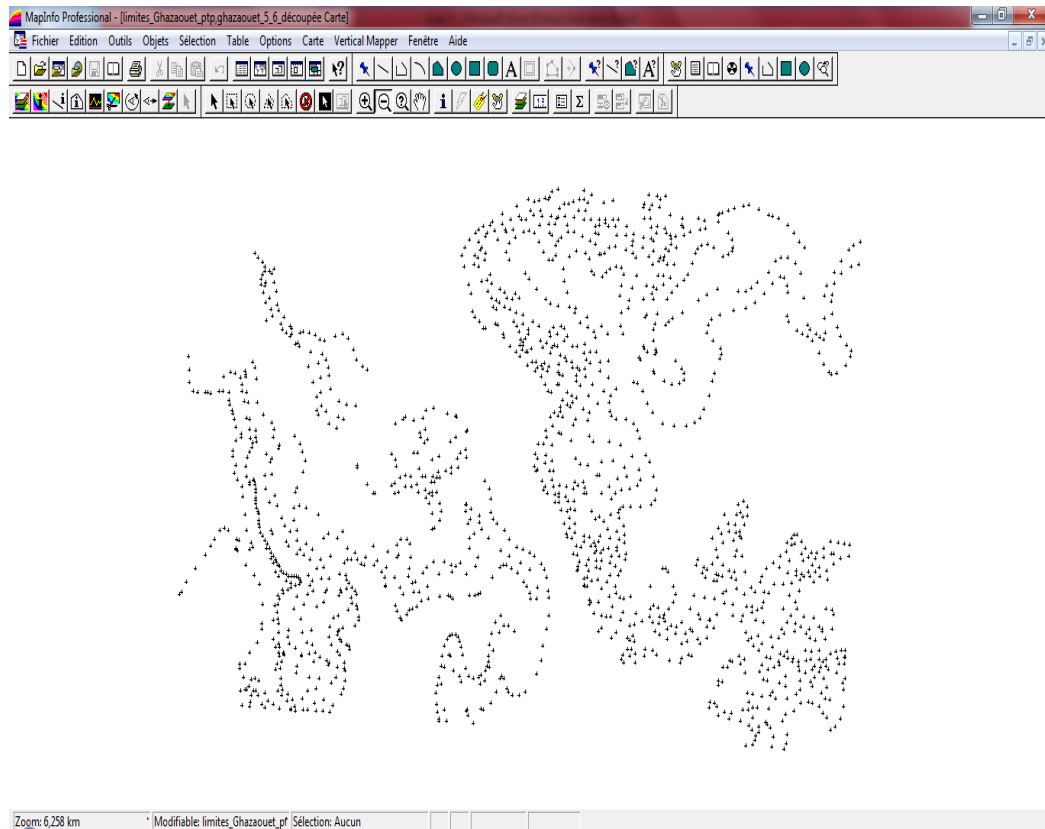 MapInfo Professional - [limites_Ghazaouet_ptp,ghazaouet_5_6_découpée Carte]
Fichier Edition Outils Objets Sélection Table Options Carte Vertical Mapper Fenêtre Aide
Zoom: 6,258 km Modifiable: limites_Ghazaouet_pt Sélection: Aucun